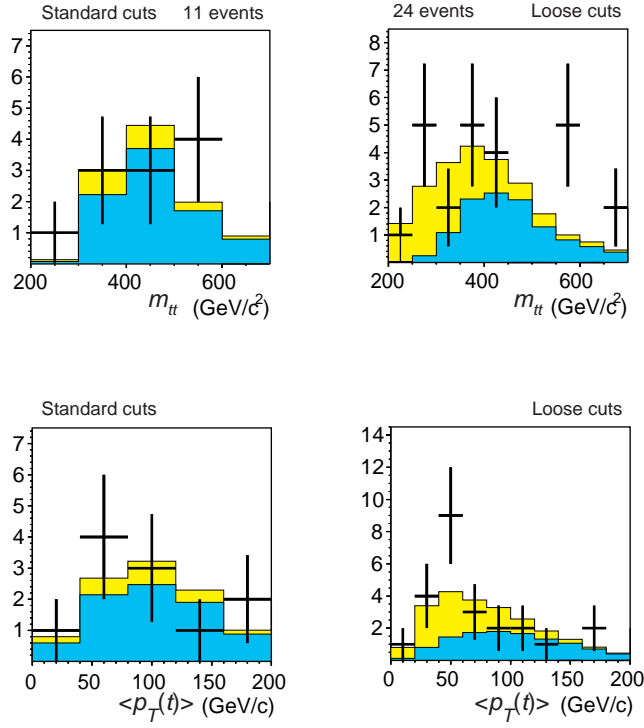 Standard cuts 11 events
24 events Loose cuts
7
6
5
4
3
2
1
200 400 600
m_tt (GeV/c²)
8
7
6
5
4
3
2
1
200 400 600
m_tt (GeV/c²)
Standard cuts
Loose cuts
7
6
5
4
3
2
1
0 50 100 150 200
<p_T(t)> (GeV/c)
14
12
10
8
6
4
2
0 50 100 150 200
<p_T(t)> (GeV/c)